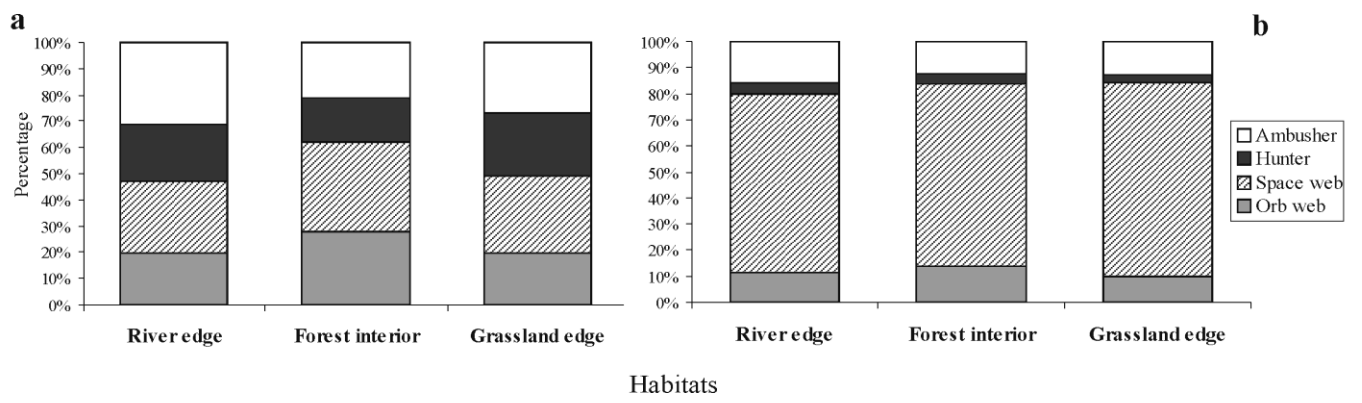 a
100%
90%
80%
70%
60%
50%
40%
30%
20%
10%
0%
Percentage
River edge
Forest interior
Grassland edge
b
100%
90%
80%
70%
60%
50%
40%
30%
20%
10%
0%
River edge
Forest interior
Grassland edge
Ambusher
Hunter
Space web
Orb web
Habitats